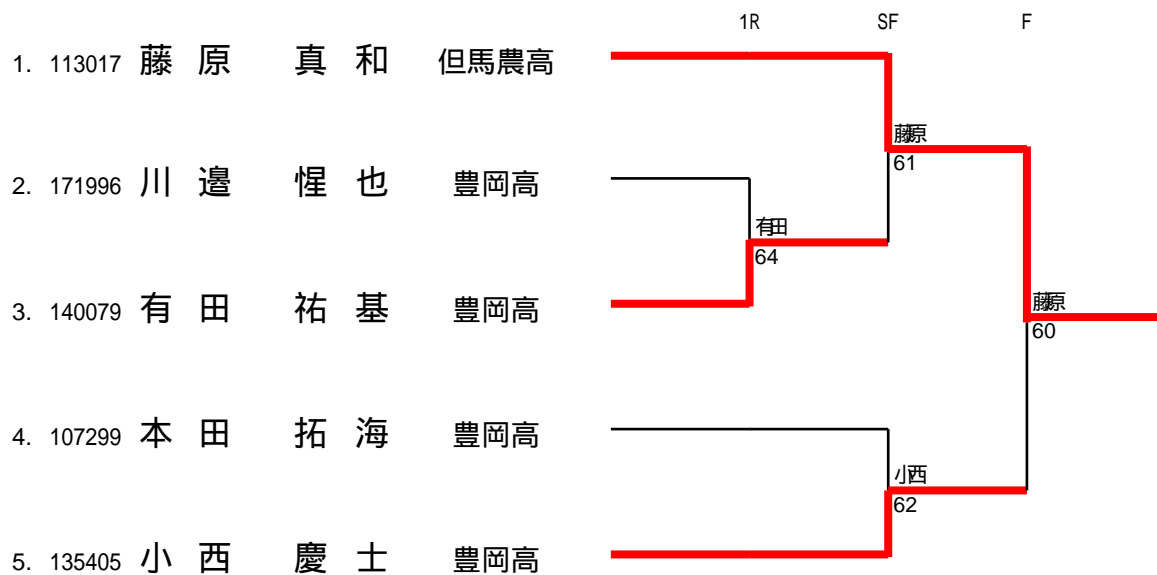 1R SF F
1. 113017 藤原 真和 但馬農高
藤原
61
2. 171996 川邉 惺也 豊岡高
有田
64
3. 140079 有田 祐基 豊岡高
藤原
60
4. 107299 本田 拓海 豊岡高
小西
62
5. 135405 小西 慶士 豊岡高